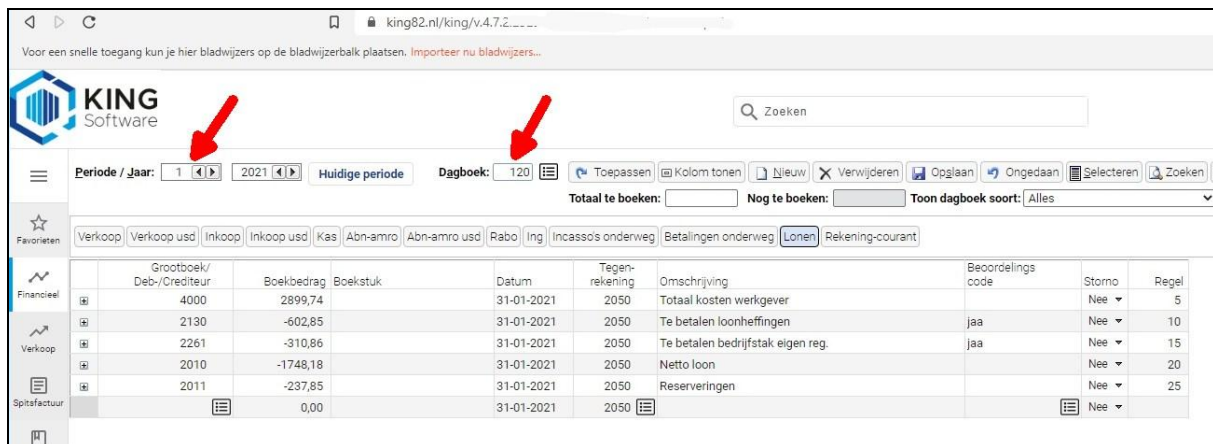 king82.nl/king/v.4.7.2
Voor een snelle toegang kun je hier bladwijzers op de bladwijzerbalk plaatsen. Importeer nu bladwijzers...
KING
Software
Zoeken
Periode / Jaar: 1 2021 Huidige periode Dagboek: 120 Toepassen Kolom tonen Nieuw Verwijderen Opslaan Ongedaan Selecteren Zoeken
Totaal te boeken: Nog te boeken: Toon dagboek soort: Alles
Favorieten
Verkoop Verkoop usd Inkoop Inkoop usd Kas Abn-amro Abn-amro usd Rabo Ing Incasso's onderweg Betalingen onderweg Lonen Rekening-courant
Financieel
Verkoop
Spitsfactuur
Grootboek/ Tegen- Beoordelings
Deb-/Crediteur Boekbedrag Boekstuk Datum rekening Omschrijving code Storno Regel
4000 2899,74 31-01-2021 2050 Totaal kosten werkgever Nee 5
2130 -602,85 31-01-2021 2050 Te betalen loonheffingen jaa Nee 10
2261 -310,86 31-01-2021 2050 Te betalen bedrijfstak eigen reg. jaa Nee 15
2010 -1748,18 31-01-2021 2050 Netto loon Nee 20
2011 -237,85 31-01-2021 2050 Reserveringen Nee 25
0,00 31-01-2021 2050 Nee